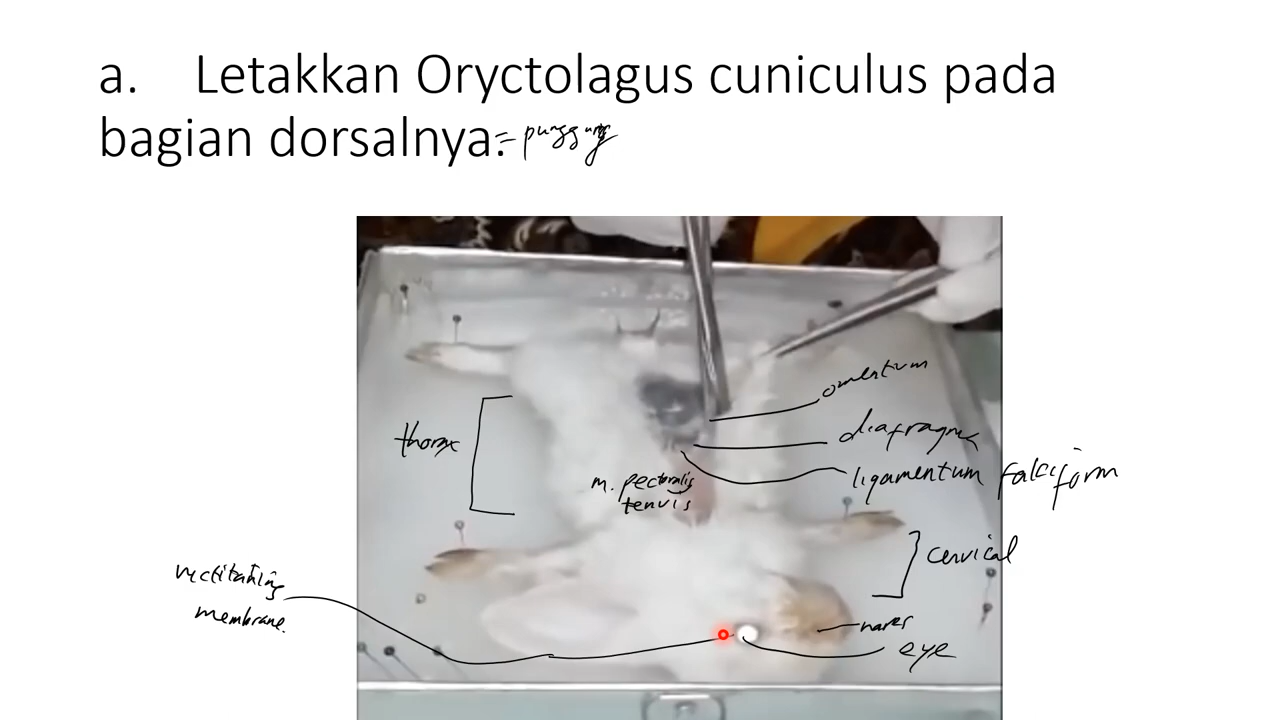 a. Letakkan Oryctolagus cuniculus pada
bagian dorsalnya. = punggung
omentum
thorax
diafragma
ligamentum falciform
m. pectoralis
tenuis
cervical
nictitating
membrane.
nares
eye